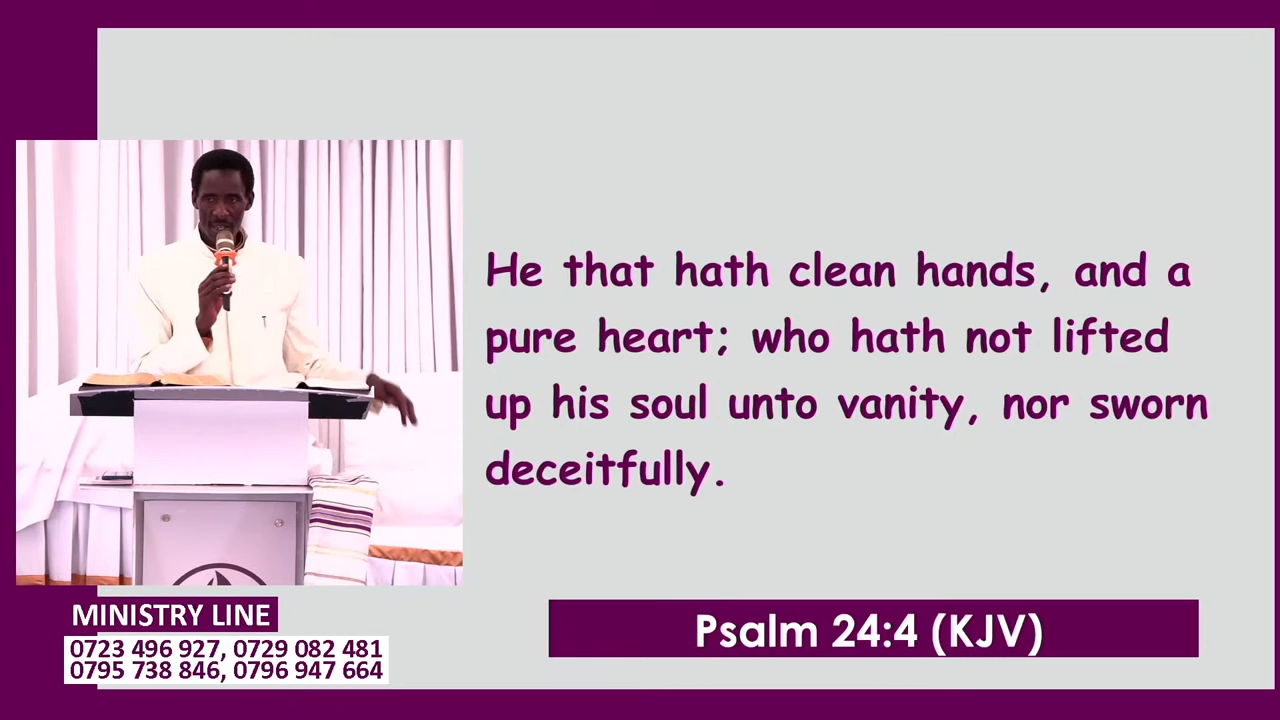 He that hath clean hands, and a
pure heart; who hath not lifted
up his soul unto vanity, nor sworn
deceitfully.
Psalm 24:4 (KJV)
MINISTRY LINE
0723 496 927, 0729 082 481
0795 738 846, 0796 947 664